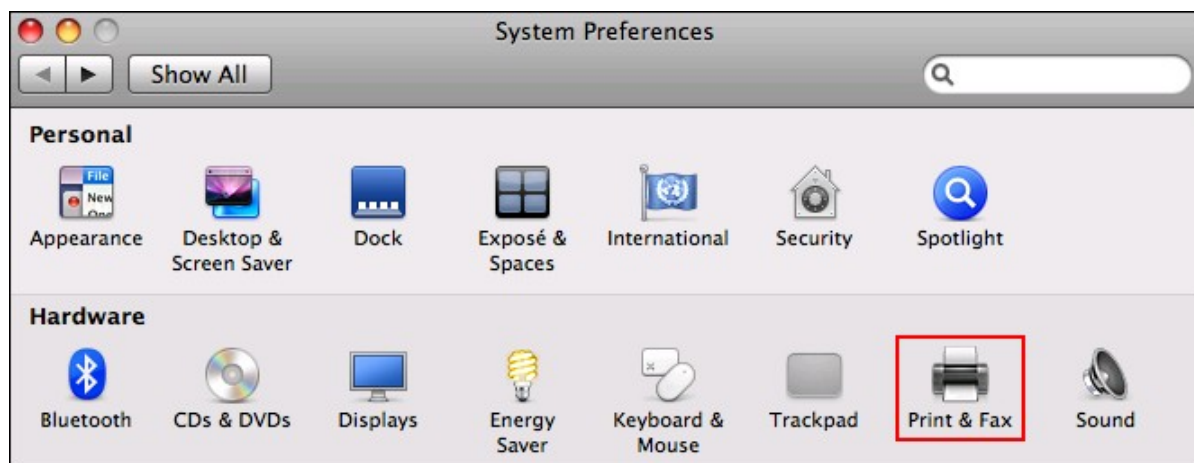 System Preferences
Show All
Personal
File
New
One
Appearance
Desktop &
Screen Saver
Dock
Exposé &
Spaces
International
Security
Spotlight
Hardware
Bluetooth
CDs & DVDs
Displays
Energy
Saver
Keyboard &
Mouse
Trackpad
Print & Fax
Sound